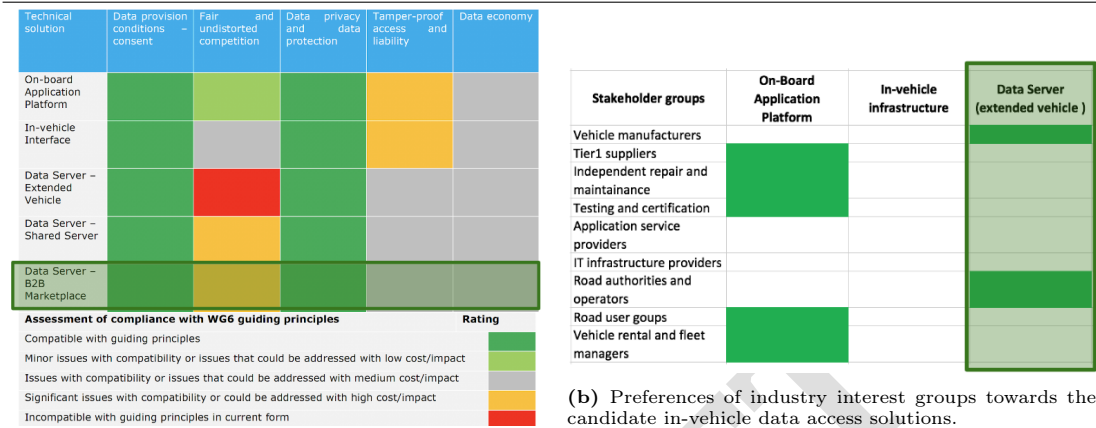 Technical solution
Data provision conditions – consent
Fair and undistorted competition
Data privacy and data protection
Tamper-proof access and liability
Data economy
On-board
Application
Platform
In-vehicle
Interface
Data Server –
Extended
Vehicle
Data Server –
Shared Server
Data Server –
B2B
Marketplace
Assessment of compliance with WG6 guiding principles Rating
Compatible with guiding principles
Minor issues with compatibility or issues that could be addressed with low cost/impact
Issues with compatibility or issues that could be addressed with medium cost/impact
Significant issues with compatibility or could be addressed with high cost/impact
Incompatible with guiding principles in current form
Stakeholder groups
On-Board
Application
Platform
In-vehicle
infrastructure
Data Server
(extended vehicle )
Vehicle manufacturers
Tier1 suppliers
Independent repair and
maintainance
Testing and certification
Application service
providers
IT infrastructure providers
Road authorities and
operators
Road user goups
Vehicle rental and fleet
managers
(b) Preferences of industry interest groups towards the
candidate in-vehicle data access solutions.